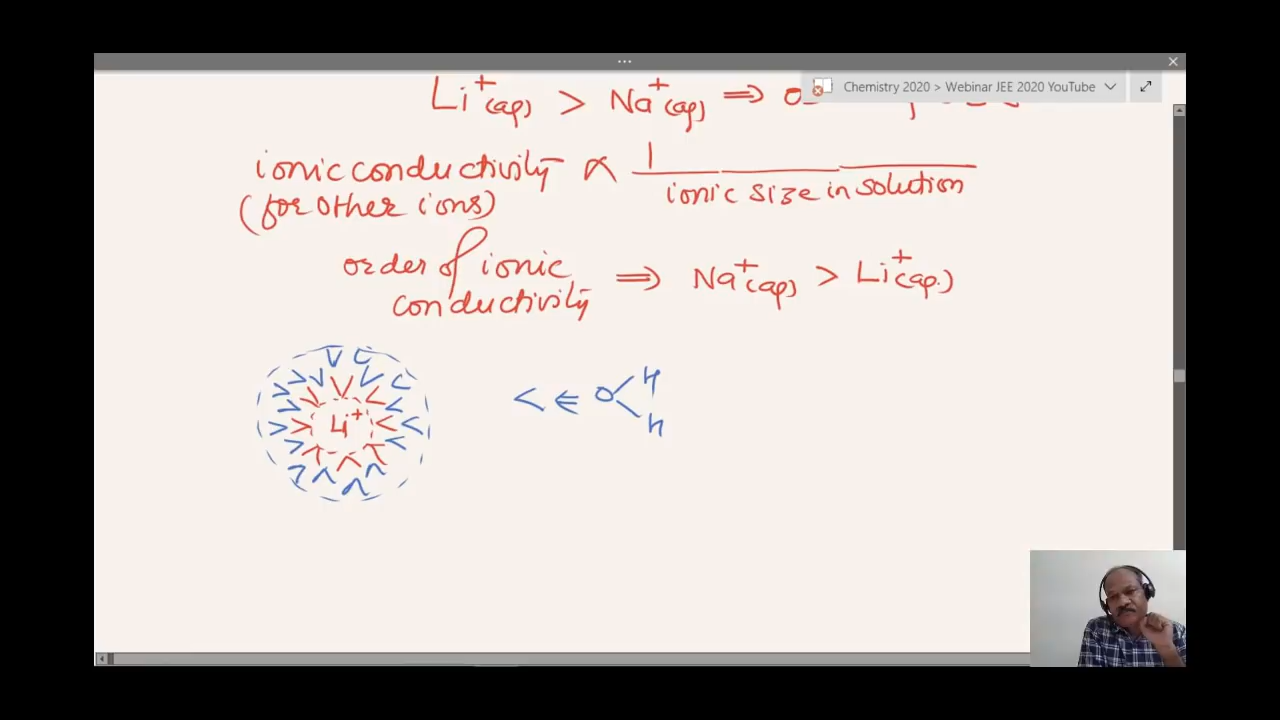 ...
Chemistry 2020 > Webinar JEE 2020 YouTube
Li⁺(aq) > Na⁺(aq) ⇒
ionic conductivity ∝ 1 / ionic size in solution
(for other ions)
order of ionic ⇒ Na⁺(aq) > Li⁺(aq.)
conductivity
Li⁺
< ⋲ O H
H